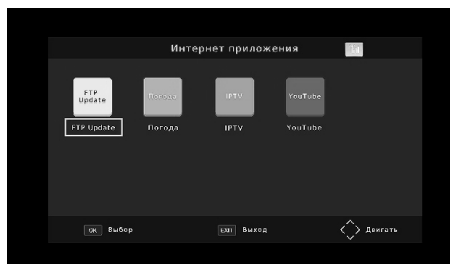 Интернет приложения
FTP
Update
Погода
IPTV
YouTube
FTP Update
Погода
IPTV
YouTube
OK Выбор
EXIT Выход
Двигать